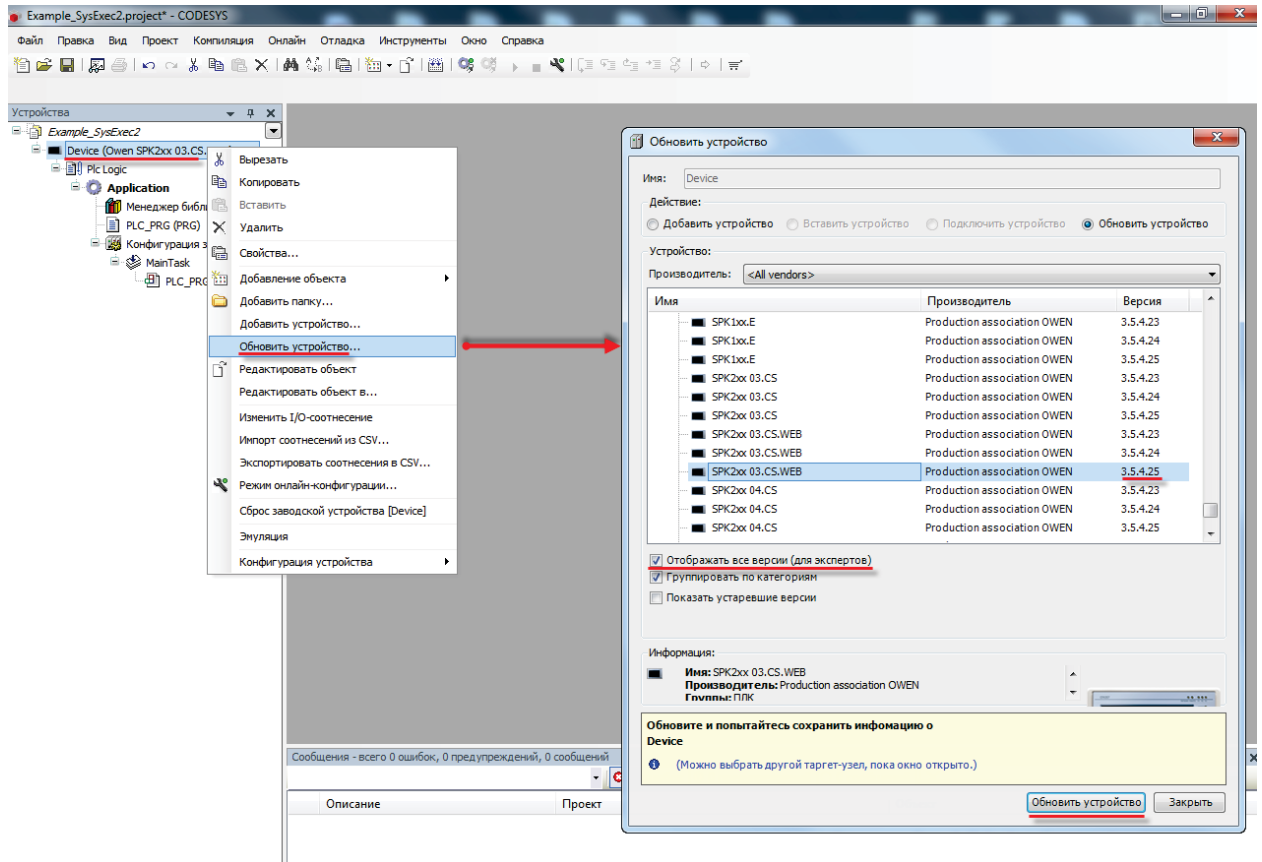 Example_SysExec2.project* - CODESYS
Файл Правка Вид Проект Компиляция Онлайн Отладка Инструменты Окно Справка
Устройства
Example_SysExec2
Device (Owen SPK2xx 03.CS.
Plc Logic
Application
Менеджер библ
PLC_PRG (PRG)
Конфигурация з
MainTask
PLC_PRG
Вырезать
Копировать
Вставить
Удалить
Свойства...
Добавление объекта
Добавить папку...
Добавить устройство...
Обновить устройство...
Редактировать объект
Редактировать объект в...
Изменить I/O-соотнесение
Импорт соотнесений из CSV...
Экспортировать соотнесения в CSV...
Режим онлайн-конфигурации...
Сброс заводской устройства [Device]
Эмуляция
Конфигурация устройства
Обновить устройство
Имя: Device
Действие:
Добавить устройство Вставить устройство Подключить устройство Обновить устройство
Устройство:
Производитель: <All vendors>
Имя Производитель Версия
SPK1xx.E Production association OWEN 3.5.4.23
SPK1xx.E Production association OWEN 3.5.4.24
SPK1xx.E Production association OWEN 3.5.4.25
SPK2xx 03.CS Production association OWEN 3.5.4.23
SPK2xx 03.CS Production association OWEN 3.5.4.24
SPK2xx 03.CS Production association OWEN 3.5.4.25
SPK2xx 03.CS.WEB Production association OWEN 3.5.4.23
SPK2xx 03.CS.WEB Production association OWEN 3.5.4.24
SPK2xx 03.CS.WEB Production association OWEN 3.5.4.25
SPK2xx 04.CS Production association OWEN 3.5.4.23
SPK2xx 04.CS Production association OWEN 3.5.4.24
SPK2xx 04.CS Production association OWEN 3.5.4.25
Отображать все версии (для экспертов)
Группировать по категориям
Показать устаревшие версии
Информация:
Имя: SPK2xx 03.CS.WEB
Производитель: Production association OWEN
Группы: ПЛК
Обновите и попытайтесь сохранить инфомацию о
Device
(Можно выбрать другой таргет-узел, пока окно открыто.)
Обновить устройство Закрыть
Сообщения - всего 0 ошибок, 0 предупреждений, 0 сообщений
Описание Проект